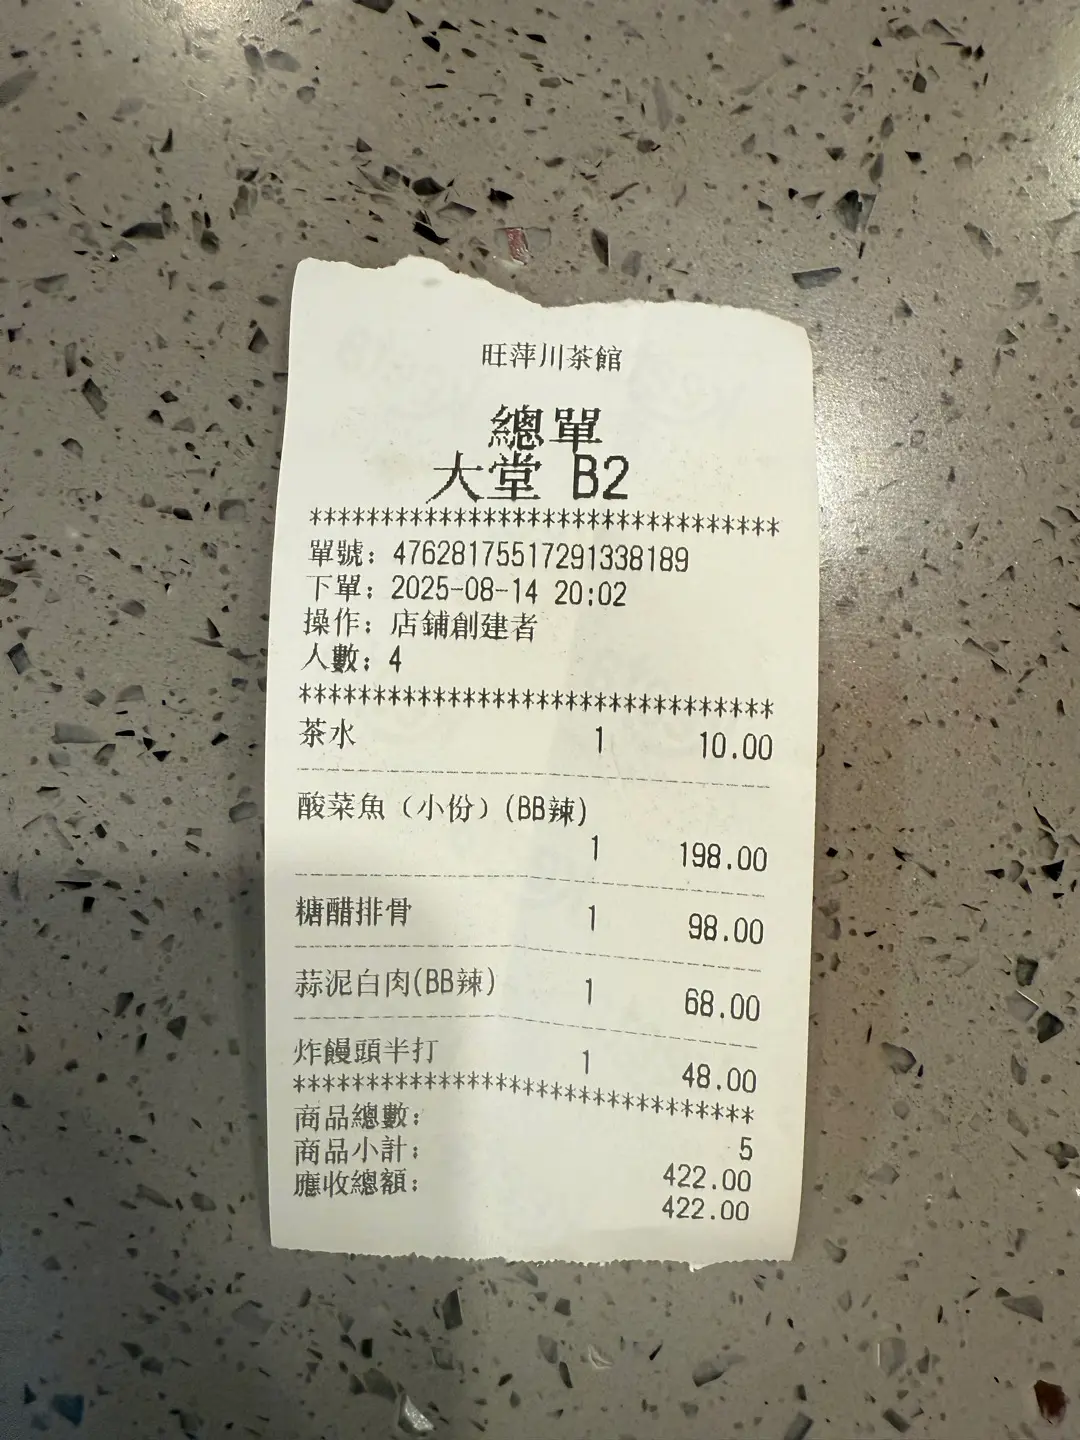 旺萍川茶館
總單
大堂 B2
********************************
單號：47628175517291338189
下單：2025-08-14 20:02
操作：店鋪創建者
人數：4
********************************
茶水 1 10.00
酸菜魚（小份）(BB辣)
1 198.00
糖醋排骨 1 98.00
蒜泥白肉(BB辣) 1 68.00
炸饅頭半打 1 48.00
********************************
商品總數： 5
商品小計： 422.00
應收總額： 422.00